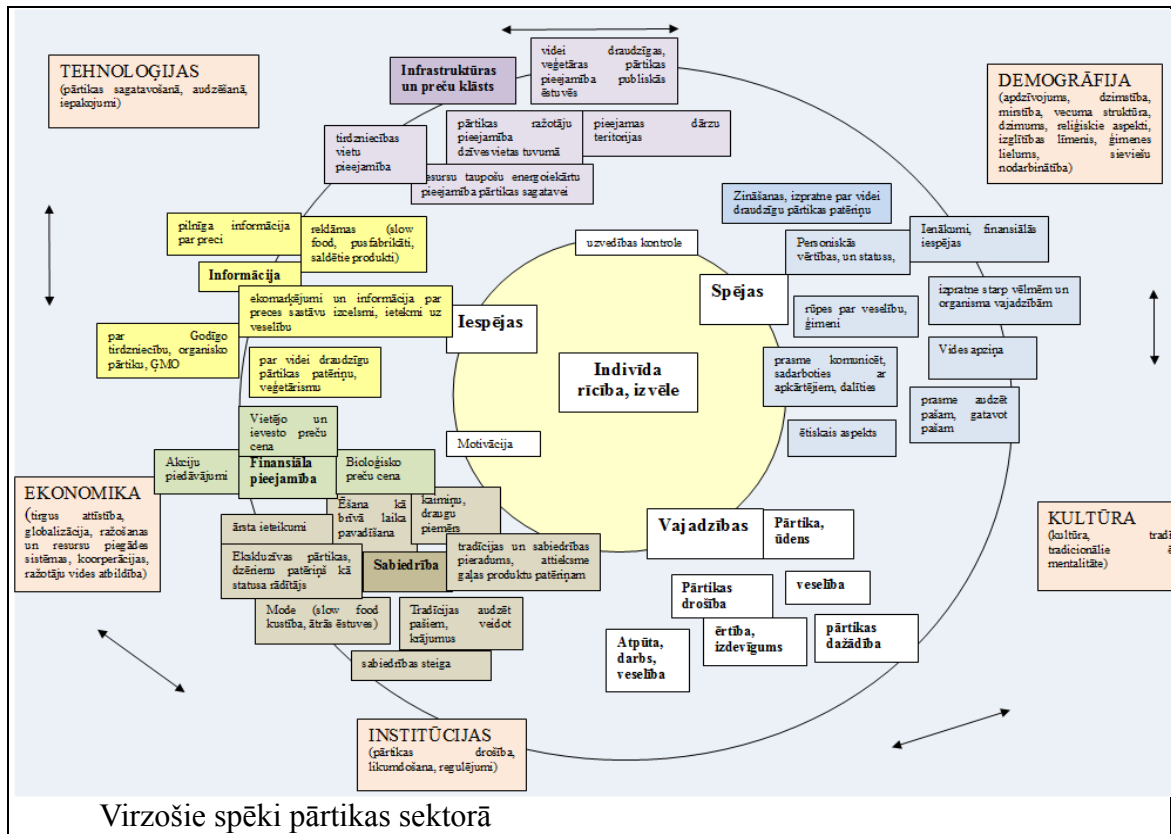 TEHNOLOĢIJAS
(pārtikas sagatavošanā, audzēšanā,
iepakojumi)
Infrastruktūras
un preču klāsts
videi draudzīgas,
veģetāras pārtikas
pieejamība publiskās
ēstuvēs
DEMOGRĀFIJA
(apdzīvojums, dzimstība,
mirstība, vecuma struktūra,
dzimums, reliģiskie aspekti,
izglītības līmenis, ģimenes
lielums, sieviešu
nodarbinātība)
tirdzniecības
vietu
pieejamība
pārtikas ražotāju
pieejamība
dzīvesvietas tuvumā
pieejamas dārzu
teritorijas
resursu taupošu energoiekārtu
pieejamība pārtikas sagatavei
Zināšanas, izpratne par videi
draudzīgu pārtikas patēriņu
pilnīga informācija
par preci
reklāmas (slow
food, pusfabrikāti,
saldētie produkti)
Informācija
uzvedības kontrole
Personiskās
vērtības, un statuss,
Ienākumi, finansiālās
iespējas
Spējas
ekomarķējumi un informācija par
preces sastāvu izcelsmi, ietekmi uz
veselību
Iespējas
rūpes par veselību,
ģimeni
izpratne starp vēlmēm un
organisma vajadzībām
par Godīgo
tirdzniecību, organisko
pārtiku, ĢMO
par videi draudzīgu
pārtikas patēriņu,
veģetārismu
Indivīda
rīcība, izvēle
prasme komunicēt,
sadarboties ar
apkārtējiem, dalīties
Vides apziņa
prasme audzēt
pašam, gatavot
pašam
ētiskais aspekts
Vietējo un
ievesto preču
cena
Motivācija
Akciju
piedāvājumi
Finansiāla
pieejamība
Bioloģisko
preču cena
EKONOMIKA
(tirgus attīstība,
globalizācija, ražošanas
un resursu piegādes
sistēmas, koorperācijas,
ražotāju vides atbildība)
Ēšana kā
brīvā laika
pavadīšana
kaimiņu,
draugu
piemērs
ārsta ieteikumi
Ekskluzīvas pārtikas,
dzērienu patēriņš kā
statusa rādītājs
Sabiedrība
tradīcijas un sabiedrības
pieradums, attieksme
gaļas produktu patēriņam
Vajadzības
Pārtika,
ūdens
KULTŪRA
(kultūra, tradī
tradicionālie ē
mentalitāte)
Mode (slow food
kustība, ātrās ēstuves)
Tradīcijas audzēt
pašiem, veidot
krājumus
sabiedrības steiga
Pārtikas
drošība
veselība
Atpūta,
darbs,
veselība
ērtība,
izdevīgums
pārtikas
dažādība
INSTITŪCIJAS
(pārtikas drošība,
likumdošana, regulējumi)
Virzošie spēki pārtikas sektorā